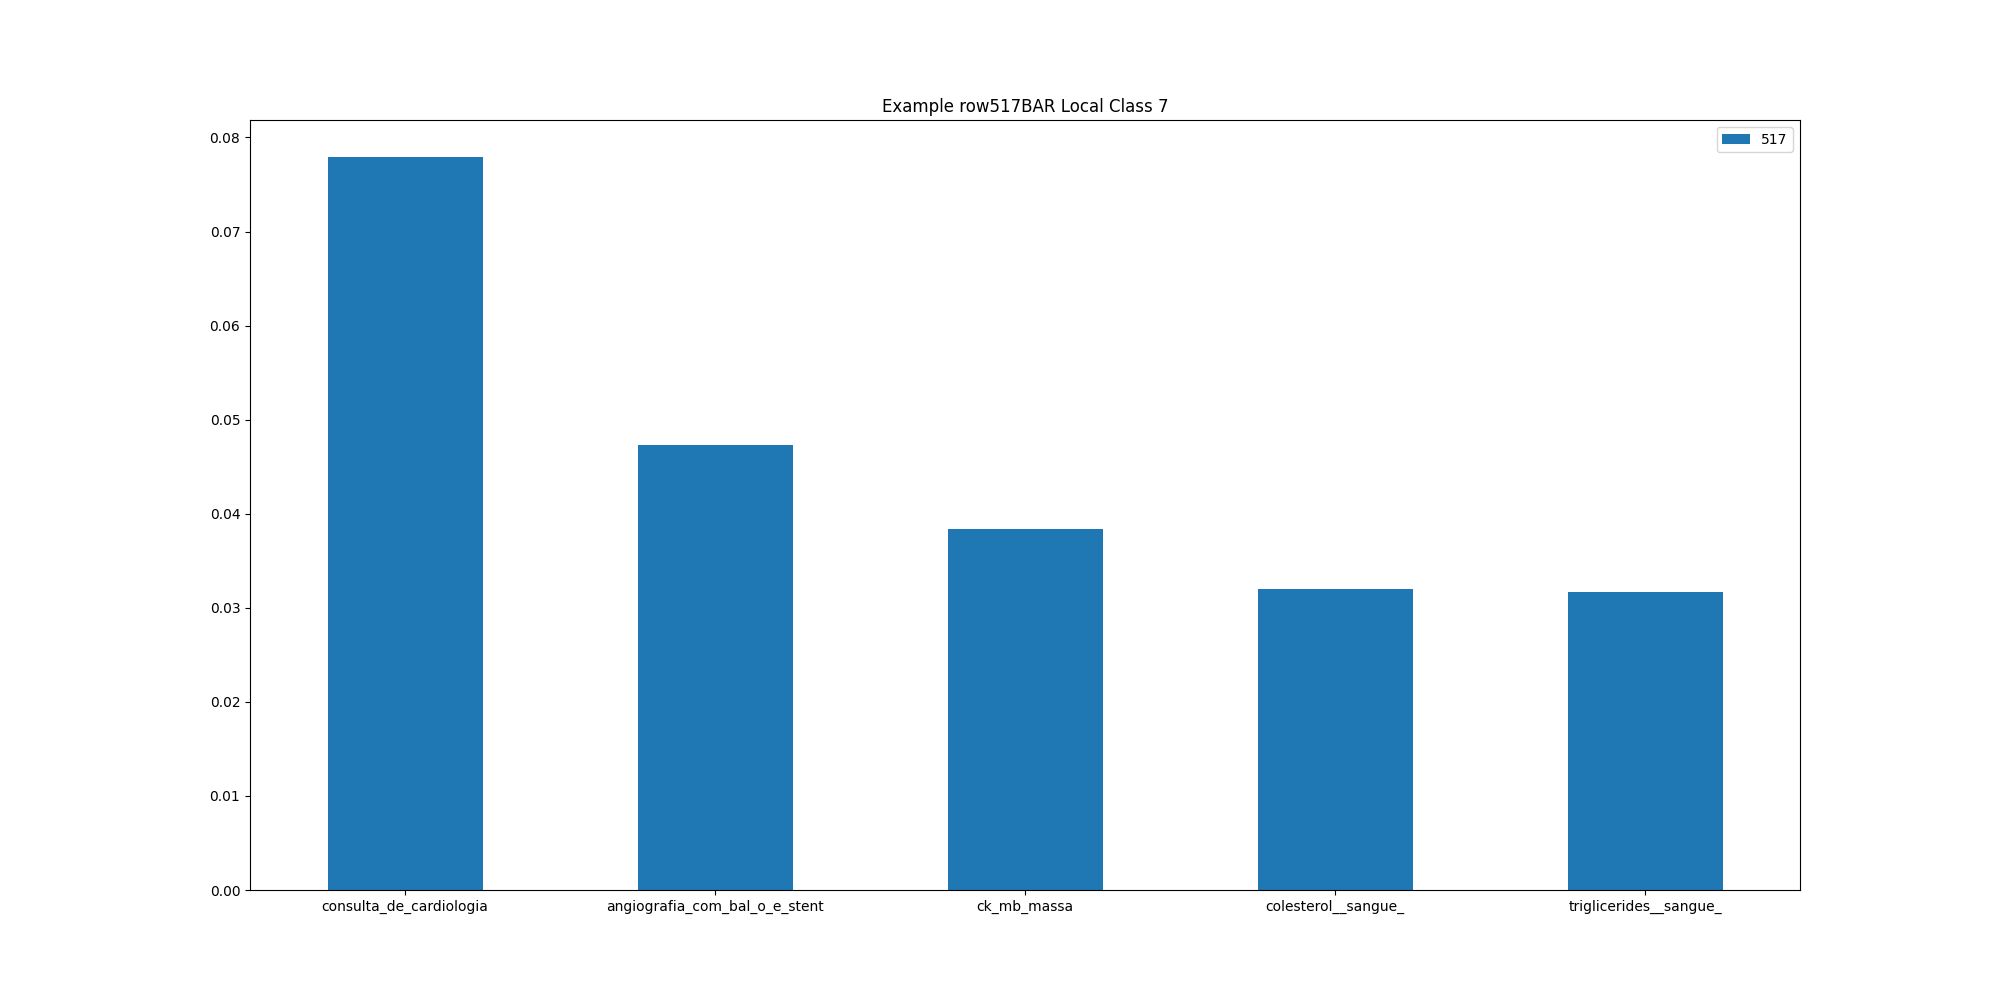 Example row517BAR Local Class 7
517
0.08
0.07
0.06
0.05
0.04
0.03
0.02
0.01
0.00
consulta_de_cardiologia
angiografia_com_bal_o_e_stent
ck_mb_massa
colesterol__sangue_
triglicerides__sangue_